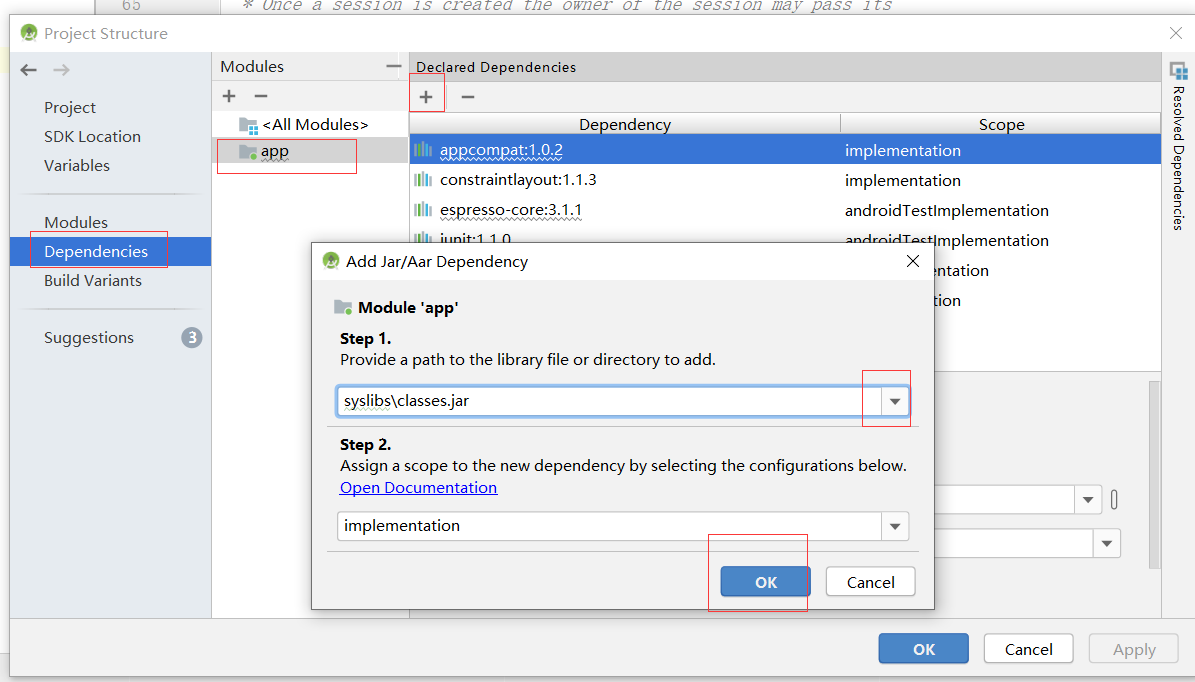 65 * Once a session is created the owner of the session may pass its
Project Structure
Project
SDK Location
Variables
Modules
Dependencies
Build Variants
Suggestions 3
Modules
<All Modules>
app
Declared Dependencies
Dependency Scope
appcompat:1.0.2 implementation
constraintlayout:1.1.3 implementation
espresso-core:3.1.1 androidTestImplementation
junit:1.1.0 androidTestImplementation
Resolved Dependencies
Add Jar/Aar Dependency
Module 'app'
Step 1.
Provide a path to the library file or directory to add.
syslibs\classes.jar
Step 2.
Assign a scope to the new dependency by selecting the configurations below.
Open Documentation
implementation
OK Cancel
OK Cancel Apply